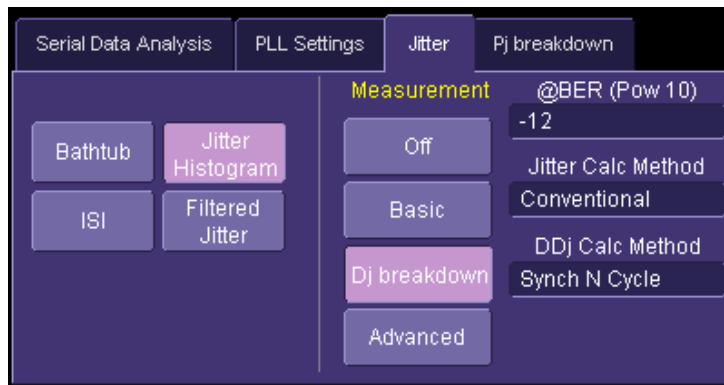 Serial Data Analysis
PLL Settings
Jitter
Pj breakdown
Bathtub
Jitter
Histogram
ISI
Filtered
Jitter
Measurement
Off
Basic
Dj breakdown
Advanced
@BER (Pow 10)
-12
Jitter Calc Method
Conventional
DDj Calc Method
Synch N Cycle